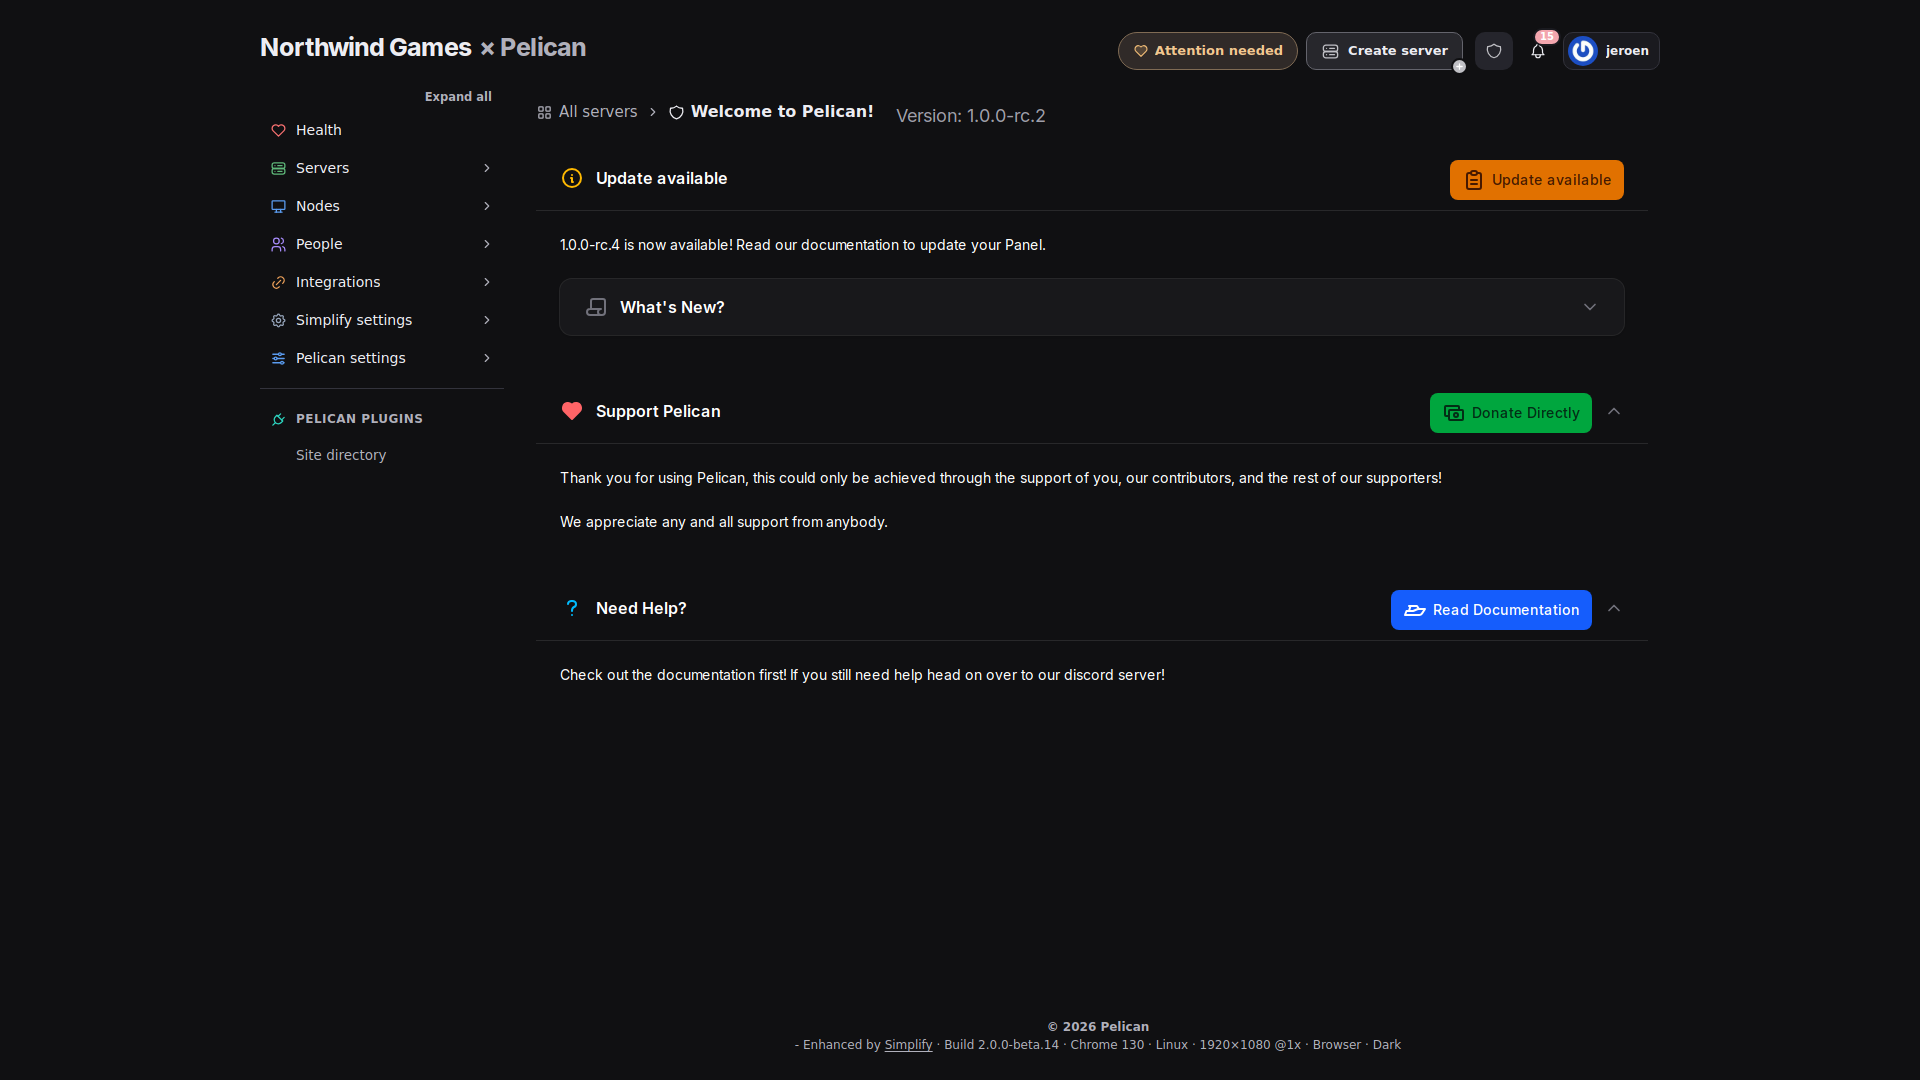 Northwind Games × Pelican
Attention needed
Create server
15
jeroen
Expand all
Health
Servers
Nodes
People
Integrations
Simplify settings
Pelican settings
PELICAN PLUGINS
Site directory
All servers › Welcome to Pelican! Version: 1.0.0-rc.2
Update available
Update available
1.0.0-rc.4 is now available! Read our documentation to update your Panel.
What's New?
Support Pelican
Donate Directly
Thank you for using Pelican, this could only be achieved through the support of you, our contributors, and the rest of our supporters!
We appreciate any and all support from anybody.
Need Help?
Read Documentation
Check out the documentation first! If you still need help head on over to our discord server!
© 2026 Pelican
- Enhanced by Simplify · Build 2.0.0-beta.14 · Chrome 130 · Linux · 1920×1080 @1x · Browser · Dark